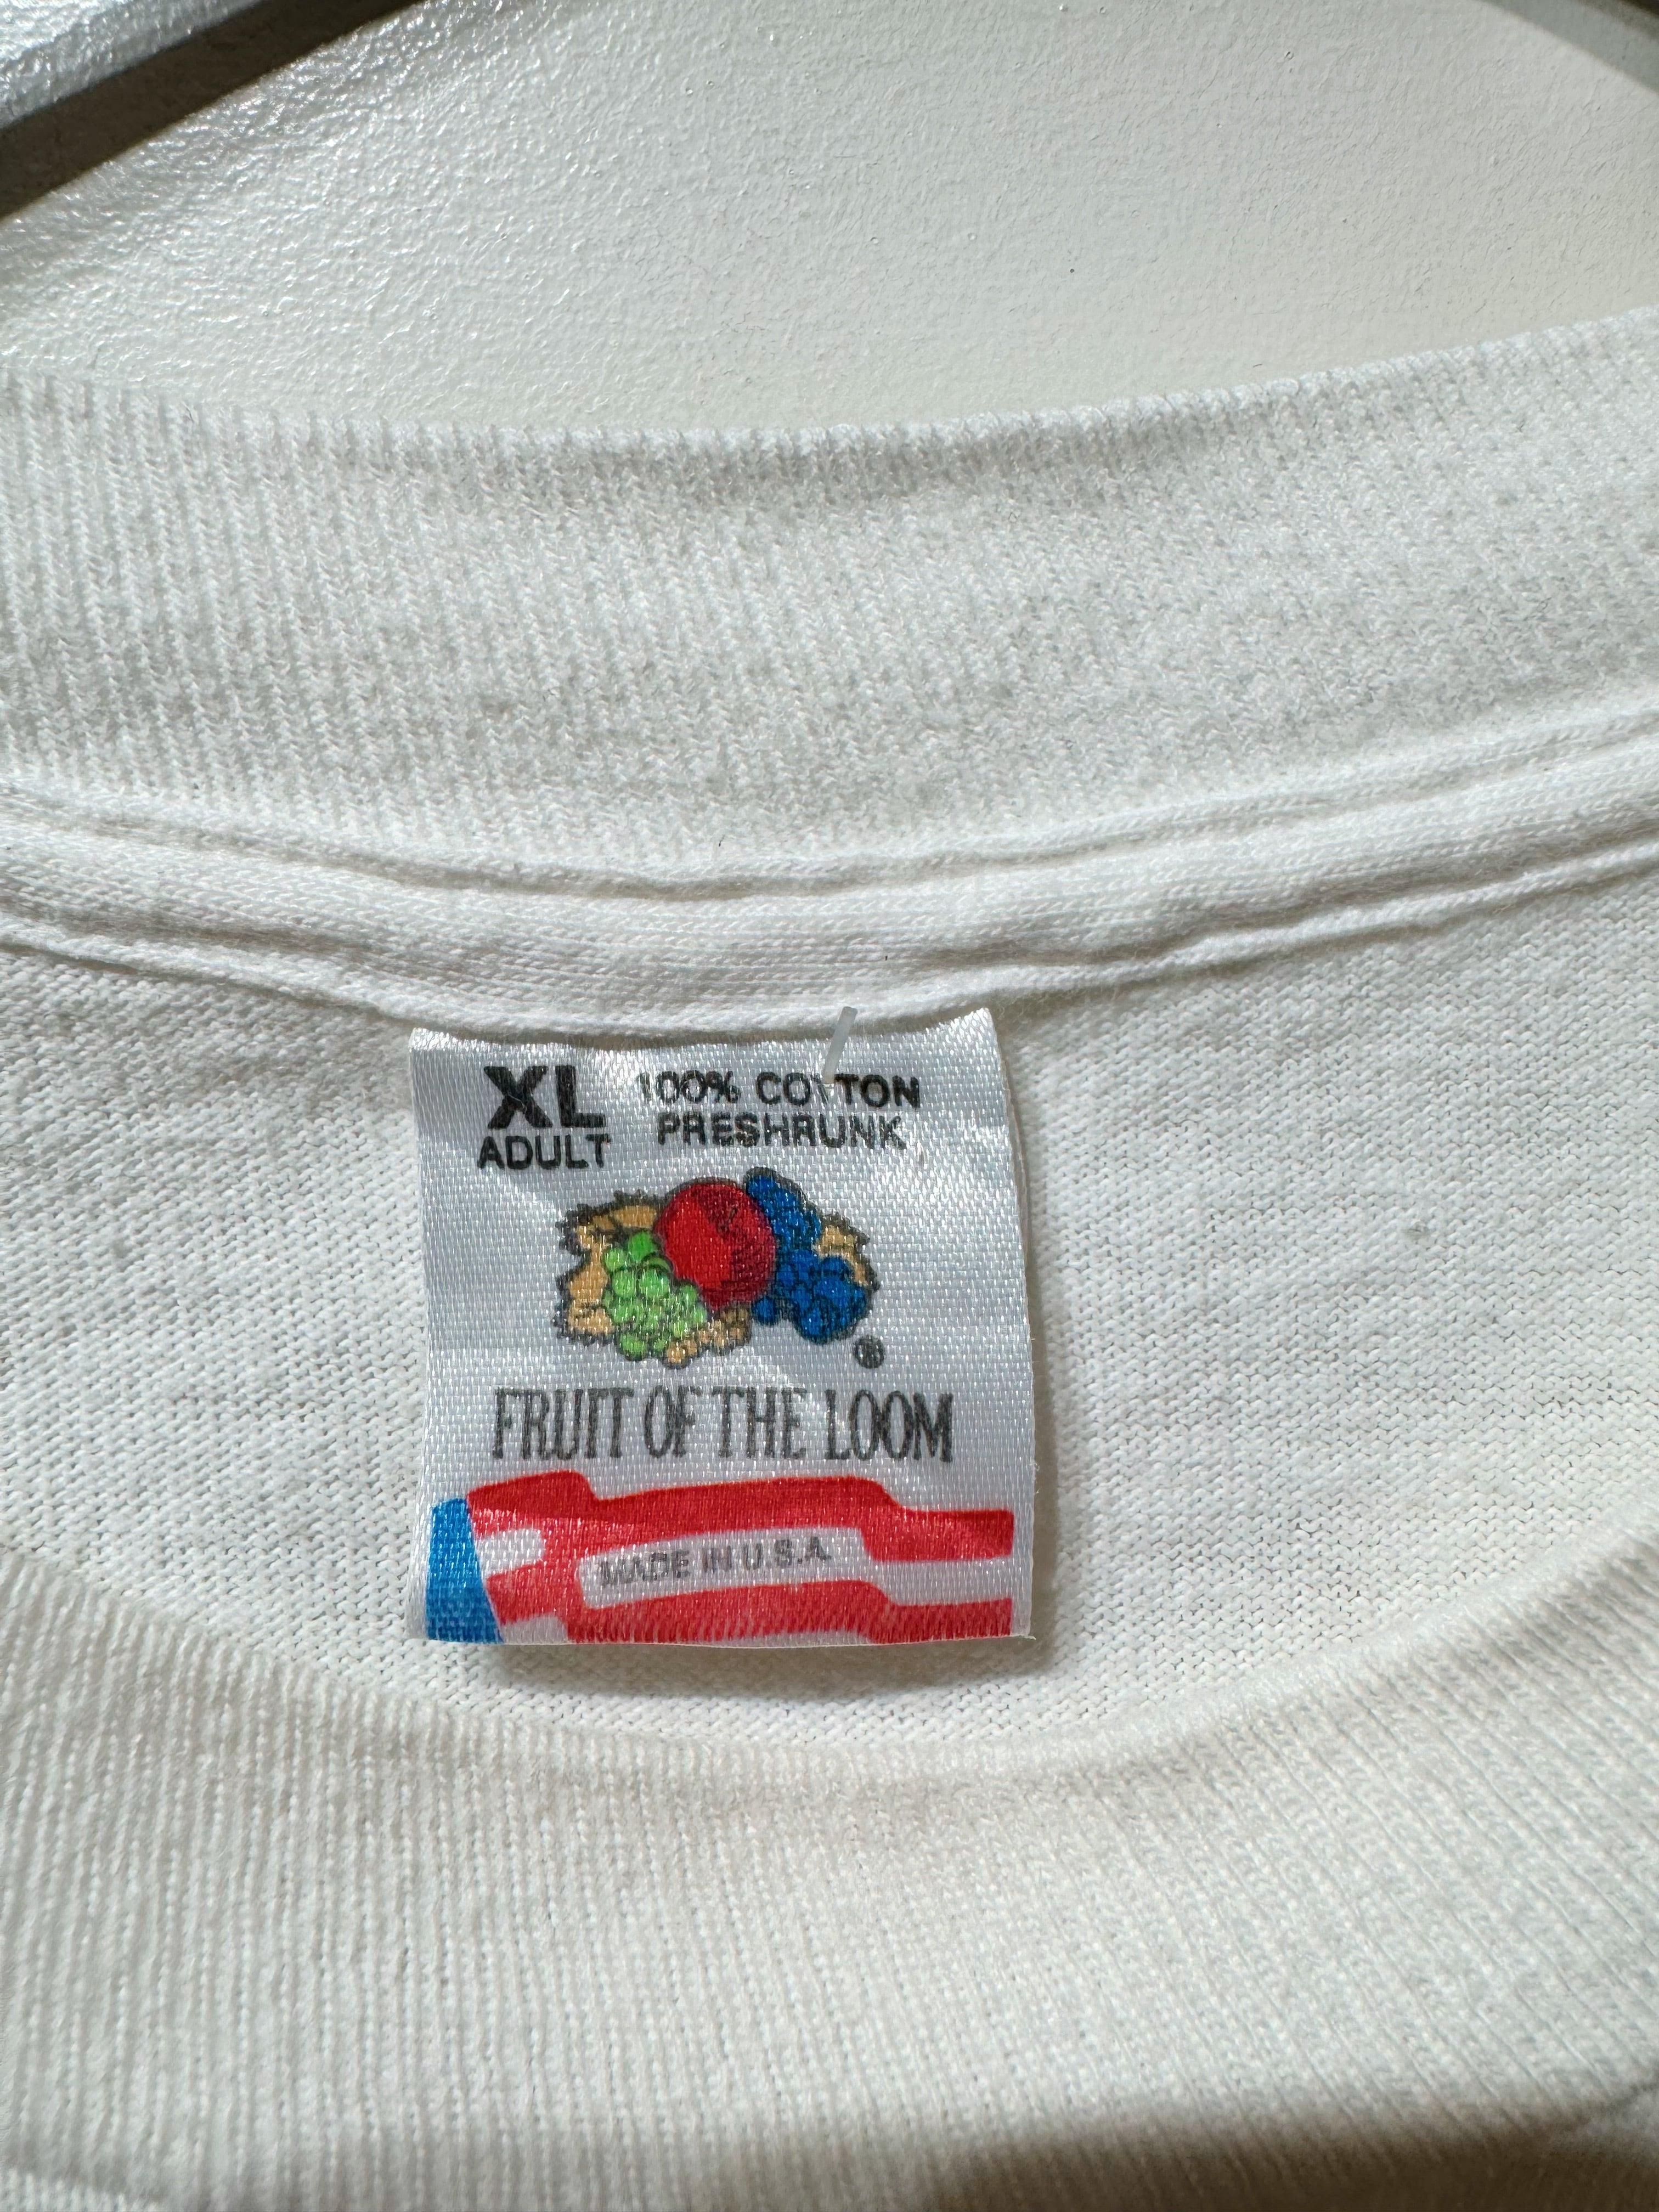 XL 100% COTTON
ADULT PRESHRUNK
®
FRUIT OF THE LOOM
MADE IN U.S.A.